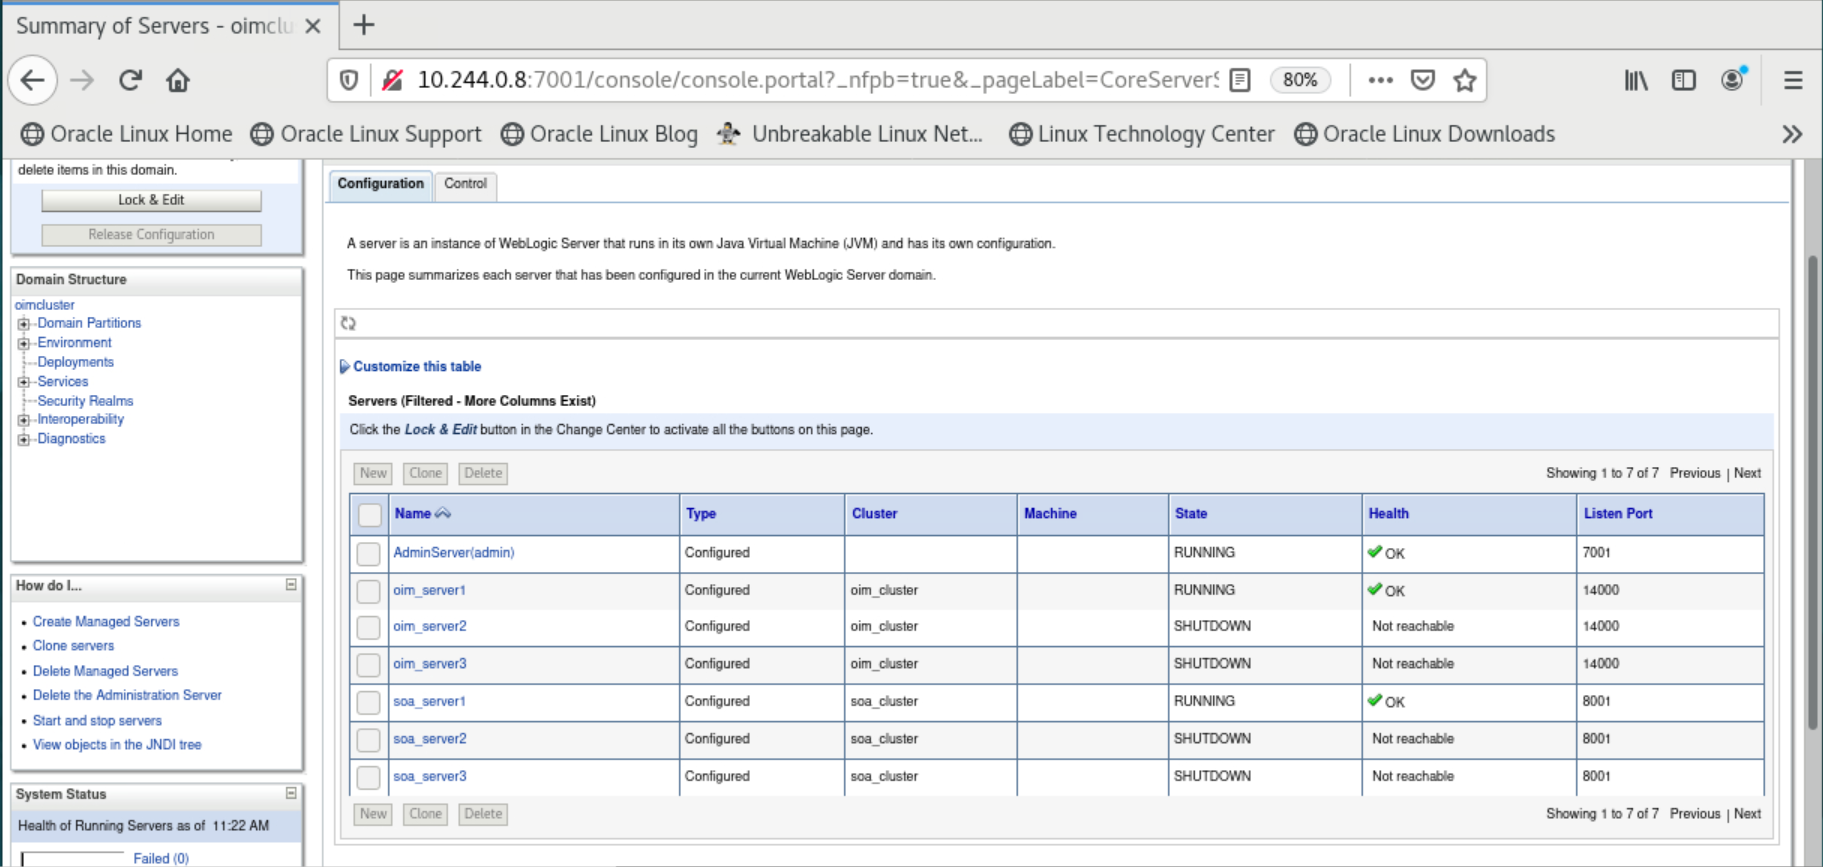 Summary of Servers - oimclu
10.244.0.8:7001/console/console.portal?_nfpb=true&_pageLabel=CoreServerS
80%
Oracle Linux Home
Oracle Linux Support
Oracle Linux Blog
Unbreakable Linux Net...
Linux Technology Center
Oracle Linux Downloads
delete items in this domain.
Lock & Edit
Release Configuration
Domain Structure
oimcluster
Domain Partitions
Environment
Deployments
Services
Security Realms
Interoperability
Diagnostics
How do I...
Create Managed Servers
Clone servers
Delete Managed Servers
Delete the Administration Server
Start and stop servers
View objects in the JNDI tree
System Status
Health of Running Servers as of 11:22 AM
Failed (0)
Configuration Control
A server is an instance of WebLogic Server that runs in its own Java Virtual Machine (JVM) and has its own configuration.
This page summarizes each server that has been configured in the current WebLogic Server domain.
Customize this table
Servers (Filtered - More Columns Exist)
Click the Lock & Edit button in the Change Center to activate all the buttons on this page.
New Clone Delete Showing 1 to 7 of 7 Previous | Next
Name Type Cluster Machine State Health Listen Port
AdminServer(admin) Configured RUNNING OK 7001
oim_server1 Configured oim_cluster RUNNING OK 14000
oim_server2 Configured oim_cluster SHUTDOWN Not reachable 14000
oim_server3 Configured oim_cluster SHUTDOWN Not reachable 14000
soa_server1 Configured soa_cluster RUNNING OK 8001
soa_server2 Configured soa_cluster SHUTDOWN Not reachable 8001
soa_server3 Configured soa_cluster SHUTDOWN Not reachable 8001
New Clone Delete Showing 1 to 7 of 7 Previous | Next